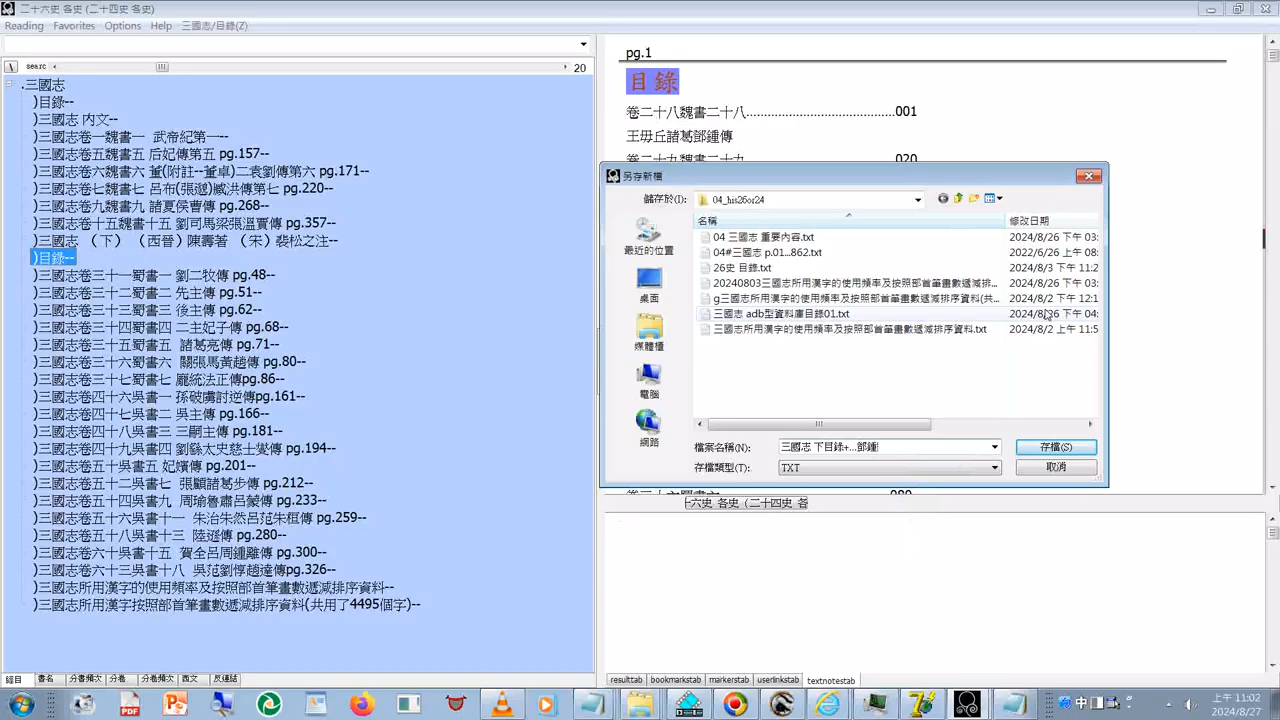 二十六史 各史 (二十四史 各史)
Reading Favorites Options Help 三國志/目錄(Z)
searc
20
.三國志
)目錄--
)三國志 內文--
)三國志卷一魏書一 武帝紀第一--
)三國志卷五魏書五 后妃傳第五 pg.157--
)三國志卷六魏書六 董(附註--董卓)二袁劉傳第六 pg.171--
)三國志卷七魏書七 呂布(張邈)臧洪傳第七 pg.220--
)三國志卷九魏書九 諸夏侯曹傳 pg.268--
)三國志卷十五魏書十五 劉司馬梁張溫賈傳 pg.357--
)三國志 （下） （西晉）陳壽著 （宋）裴松之注--
)目錄--
)三國志卷三十一蜀書一 劉二牧傳 pg.48--
)三國志卷三十二蜀書二 先主傳 pg.51--
)三國志卷三十三蜀書三 後主傳 pg.62--
)三國志卷三十四蜀書四 二主妃子傳 pg.68--
)三國志卷三十五蜀書五 諸葛亮傳 pg.71--
)三國志卷三十六蜀書六 關張馬黃趙傳 pg.80--
)三國志卷三十七蜀書七 龐統法正傳pg.86--
)三國志卷四十六吳書一 孫破虜討逆傳pg.161--
)三國志卷四十七吳書二 吳主傳 pg.166--
)三國志卷四十八吳書三 三嗣主傳 pg.181--
)三國志卷四十九吳書四 劉繇太史慈士燮傳 pg.194--
)三國志卷五十吳書五 妃嬪傳 pg.201--
)三國志卷五十二吳書七 張顧諸葛步傳 pg.212--
)三國志卷五十四吳書九 周瑜魯肅呂蒙傳 pg.233--
)三國志卷五十六吳書十一 朱治朱然呂范朱桓傳 pg.259--
)三國志卷五十八吳書十三 陸遜傳 pg.280--
)三國志卷六十吳書十五 賀全呂周鍾離傳 pg.300--
)三國志卷六十三吳書十八 吳范劉惇趙達傳pg.326--
)三國志所用漢字的使用頻率及按照部首筆畫數遞減排序資料--
)三國志所用漢字按照部首筆畫數遞減排序資料(共用了4495個字)--
總目 書名 分書頻次 分卷 分卷頻次 西文 反連結
pg.1
目錄
卷二十八魏書二十八..........................................001
王毋丘諸葛鄧鍾傳
卷二十九魏書二十九 020
另存新檔
儲存於(I): 04_his26or24
名稱 修改日期
04 三國志 重要內容.txt 2024/8/26 下午 03:
04#三國志 p.01...862.txt 2022/6/26 上午 08:
26史 目錄.txt 2024/8/3 下午 11:2
20240803三國志所用漢字的使用頻率及按照部首筆畫數遞減排... 2024/8/26 下午 03:
g三國志所用漢字的使用頻率及按照部首筆畫數遞減排序資料(共... 2024/8/2 下午 12:1
三國志 adb型資料庫目錄01.txt 2024/8/26 下午 04:
三國志所用漢字的使用頻率及按照部首筆畫數遞減排序資料.txt 2024/8/2 上午 11:5
最近的位置
桌面
媒體櫃
電腦
網路
檔案名稱(N): 三國志 下目錄+...部鍾 存檔(S)
存檔類型(T): TXT 取消
十六史 各史（二十四史 各
resulttab bookmarkstab markerstab userlinkstab textnotestab
中
上午 11:02
2024/8/27